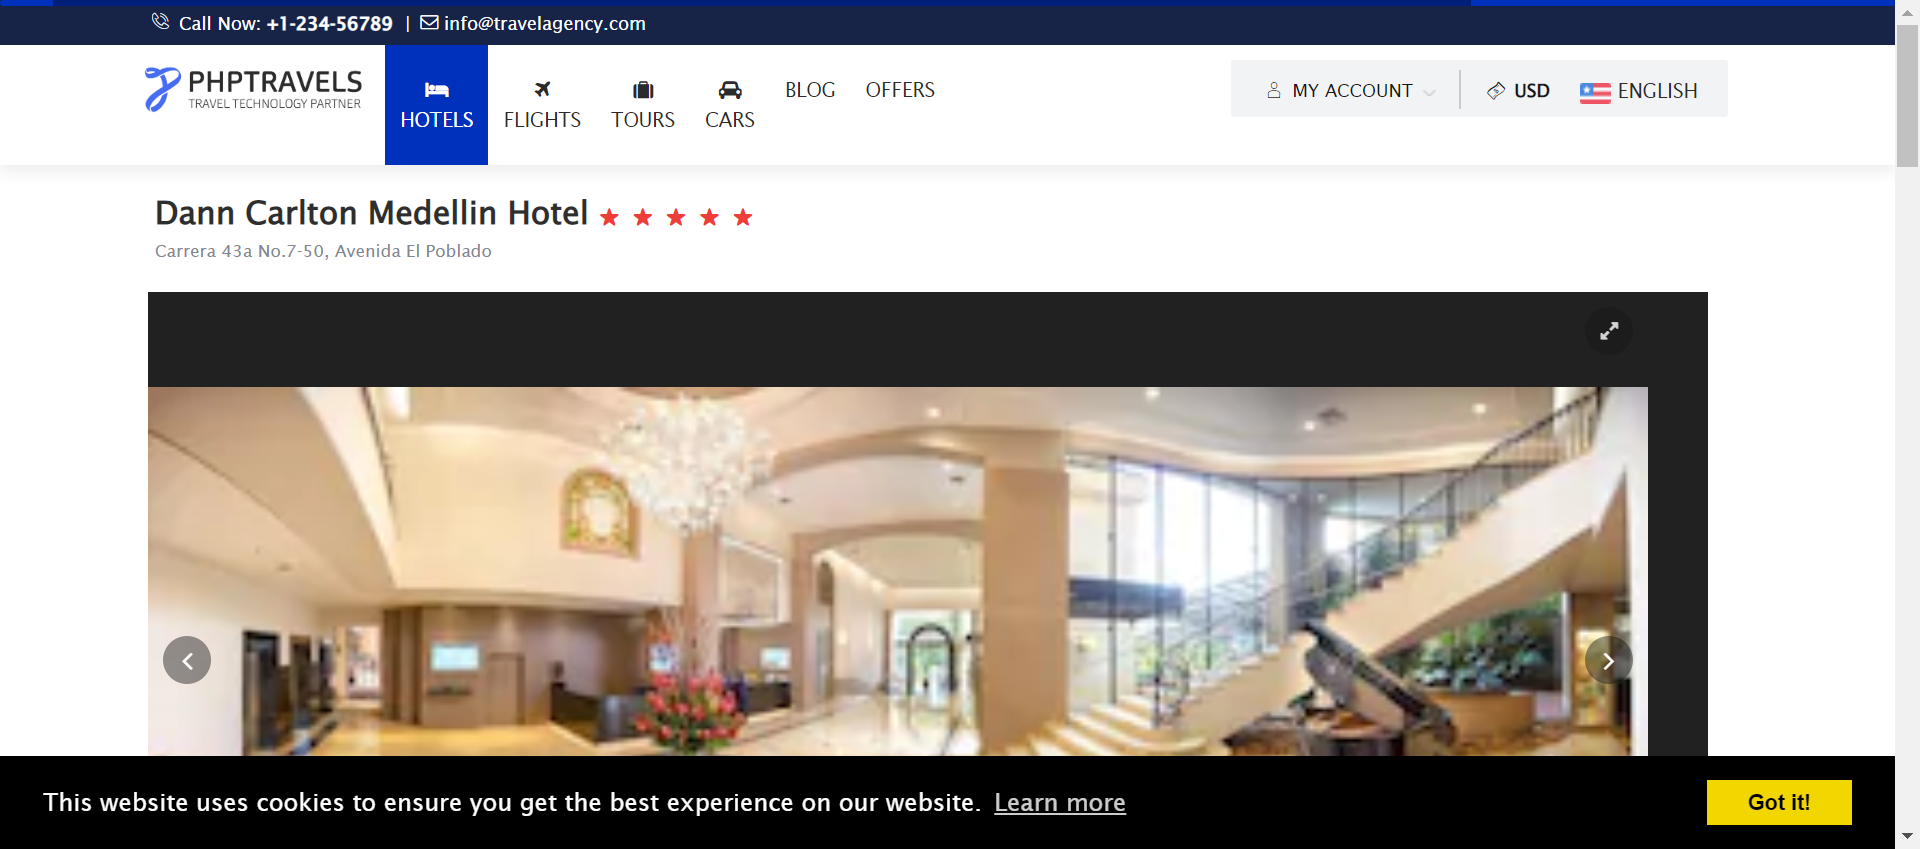 Call Now: +1-234-56789 | info@travelagency.com
PHPTRAVELS
TRAVEL TECHNOLOGY PARTNER
HOTELS
FLIGHTS
TOURS
CARS
BLOG
OFFERS
MY ACCOUNT
USD
ENGLISH
Dann Carlton Medellin Hotel
Carrera 43a No.7-50, Avenida El Poblado
This website uses cookies to ensure you get the best experience on our website. Learn more
Got it!